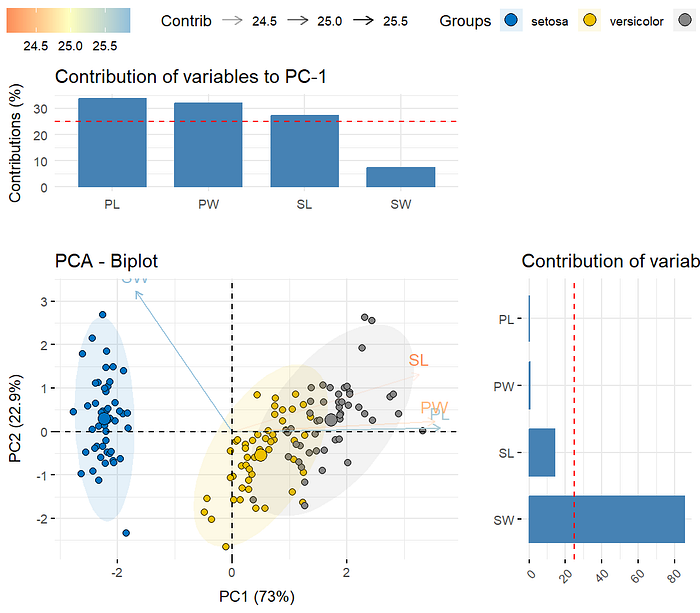 24.5 25.0 25.5
Contrib 24.5 25.0 25.5
Groups setosa versicolor
Contribution of variables to PC-1
Contributions (%)
30
20
10
0
PL PW SL SW
PCA - Biplot
SW
SL
PW
PL
PC2 (22.9%)
3
2
1
0
-1
-2
-2 0 2
PC1 (73%)
Contribution of variab
PL
PW
SL
SW
0 20 40 60 80